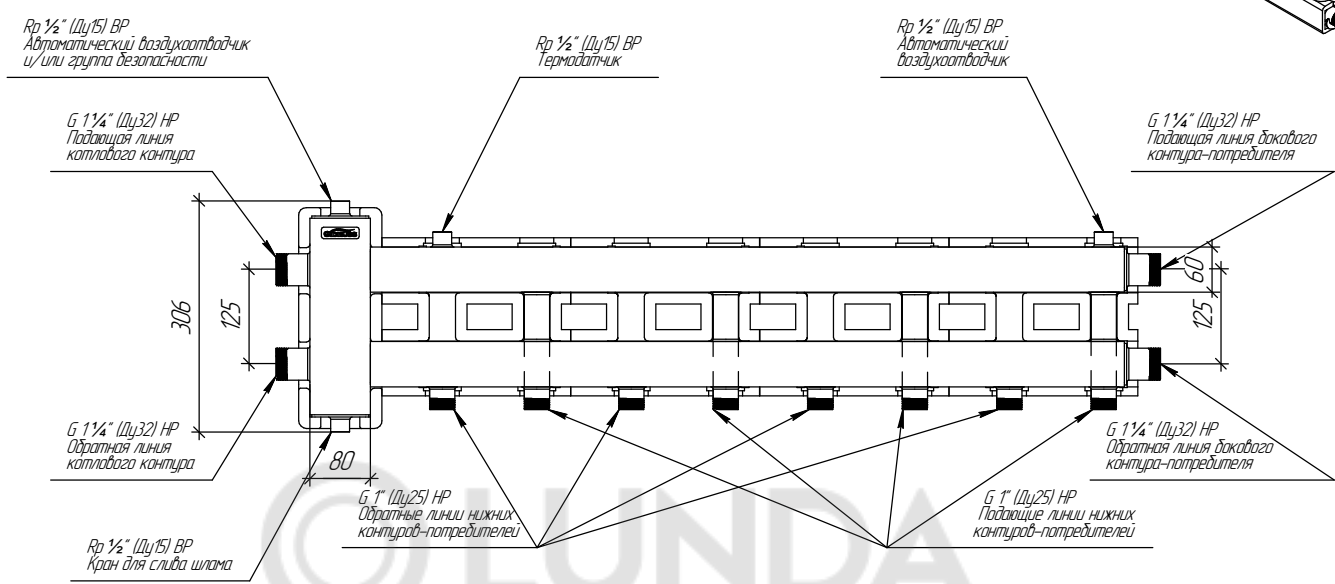 Rp ½" (Ду15) ВР
Автоматический воздухоотводчик
и/или группа безопасности
Rp ½" (Ду15) ВР
Термодатчик
Rp ½" (Ду15) ВР
Автоматический
воздухоотводчик
G 1¼" (Ду32) НР
Подающая линия
котлового контура
G 1¼" (Ду32) НР
Подающая линия бокового
контура-потребителя
306
125
60
125
G 1¼" (Ду32) НР
Обратная линия
котлового контура
80
G 1¼" (Ду32) НР
Обратная линия бокового
контура-потребителя
G 1" (Ду25) НР
Обратные линии нижних
контуров-потребителей
G 1" (Ду25) НР
Подающие линии нижних
контуров-потребителей
Rp ½" (Ду15) ВР
Кран для слива шлама
LUNDA